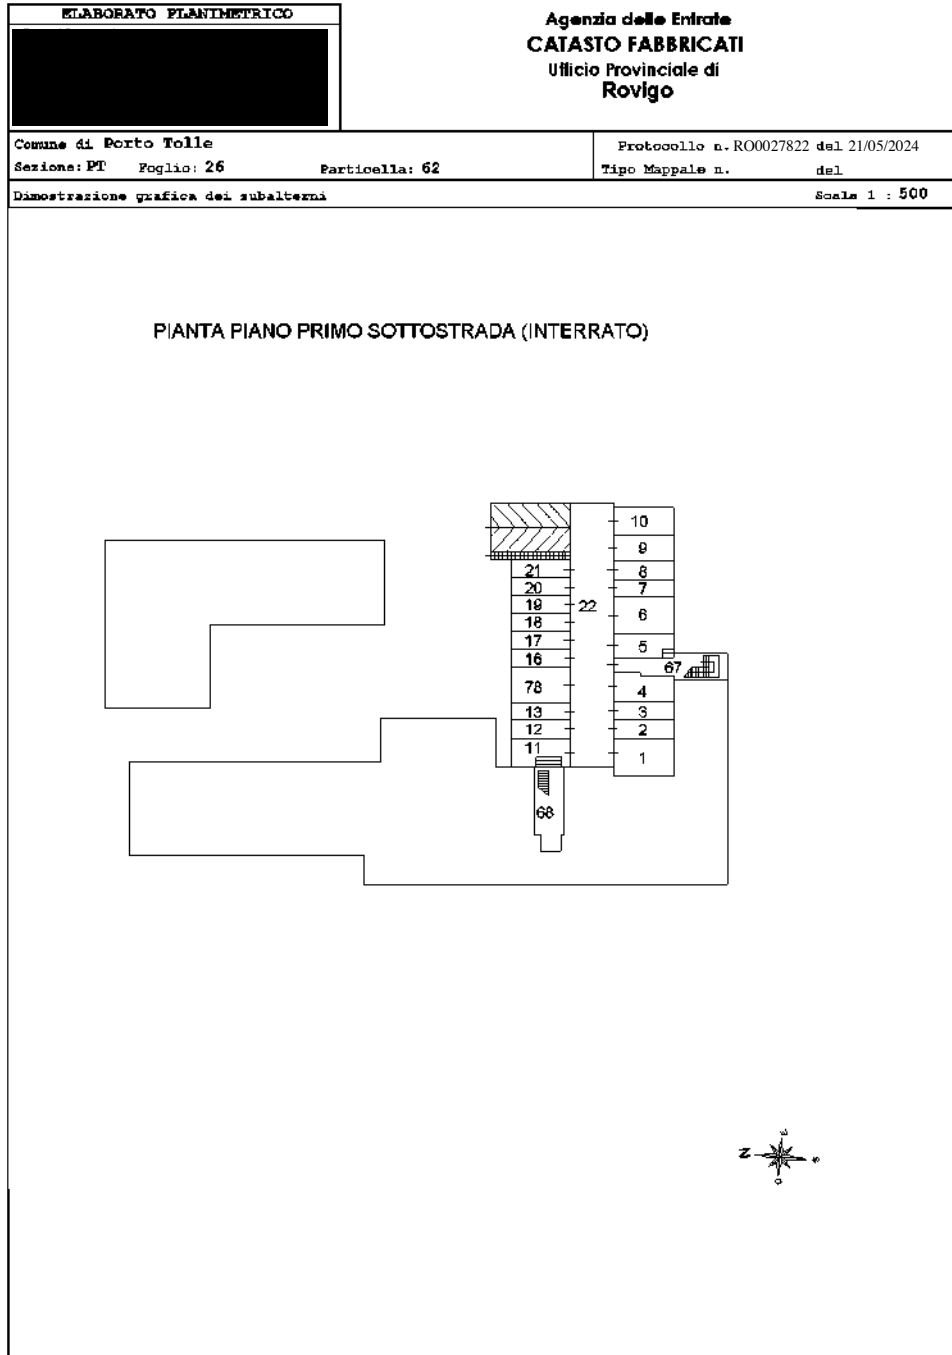 ELABORATO PLANIMETRICO
Agenzia delle Entrate
CATASTO FABBRICATI
Ufficio Provinciale di
Rovigo
Comune di Porto Tolle
Protocollo n. RO0027822 del 21/05/2024
Sezione: PT Foglio: 26 Particella: 62
Tipo Mappale n. del
Dimostrazione grafica dei subalterni
Scala 1 : 500
PIANTA PIANO PRIMO SOTTOSTRADA (INTERRATO)
10
9
21
8
20
7
19
22
6
18
17
5
16
67
78
4
13
3
12
2
11
1
68
N